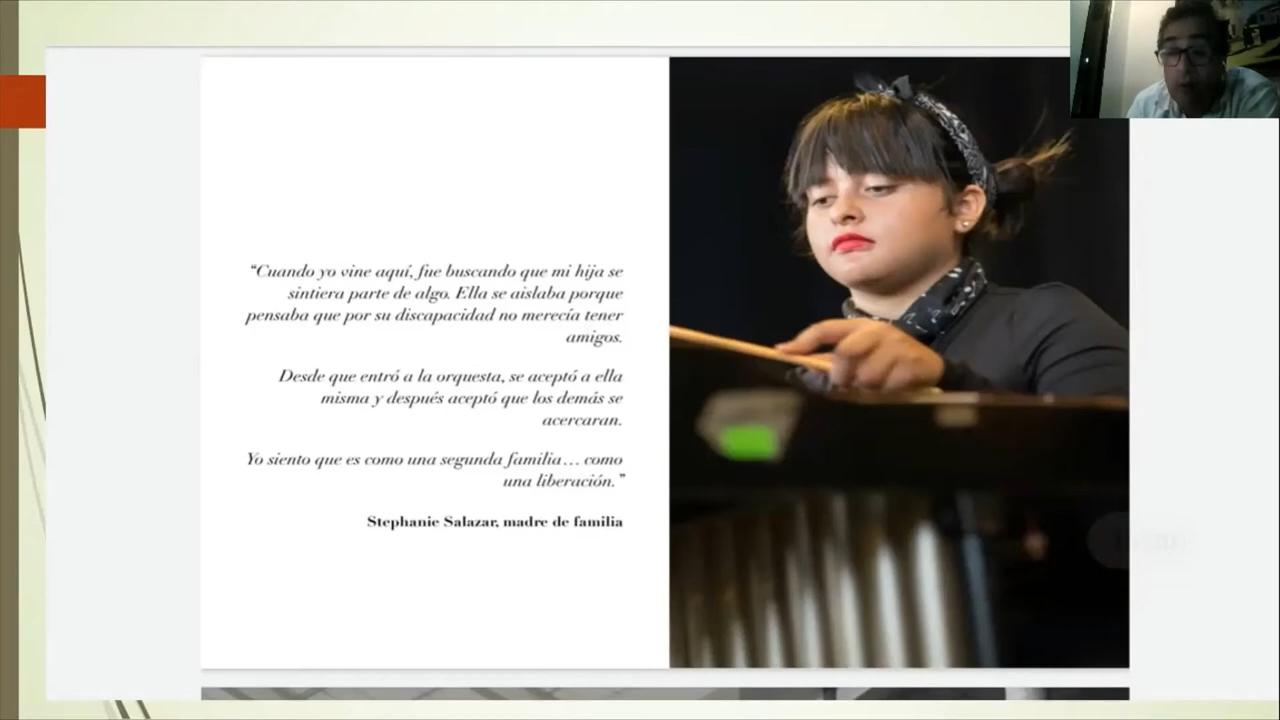 “Cuando yo vine aquí, fue buscando que mi hija se
sintiera parte de algo. Ella se aislaba porque
pensaba que por su discapacidad no merecía tener
amigos.
Desde que entró a la orquesta, se aceptó a ella
misma y después aceptó que los demás se
acercaran.
Yo siento que es como una segunda familia… como
una liberación.”
Stephanie Salazar, madre de familia